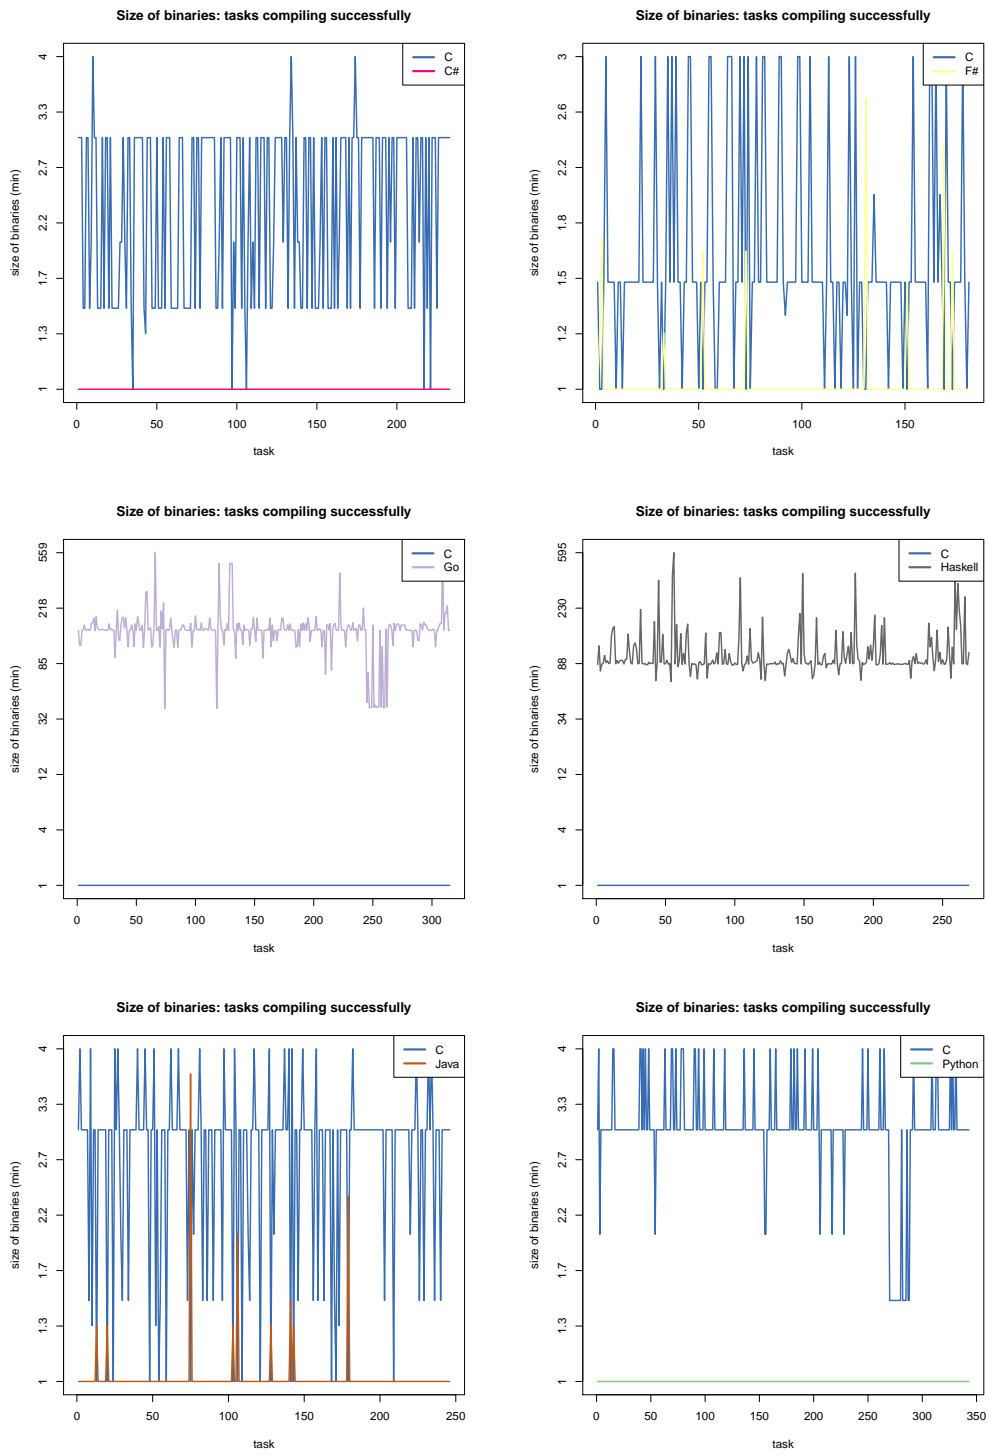 Size of binaries: tasks compiling successfully
C
C#
size of binaries (min)
4
3.3
2.7
2.2
1.7
1.3
1
0
50
100
150
200
task
Size of binaries: tasks compiling successfully
C
F#
size of binaries (min)
3
2.6
2.2
1.8
1.5
1.2
1
0
50
100
150
task
Size of binaries: tasks compiling successfully
C
Go
size of binaries (min)
559
218
85
32
12
4
1
0
50
100
150
200
250
300
task
Size of binaries: tasks compiling successfully
C
Haskell
size of binaries (min)
595
230
88
34
12
4
1
0
50
100
150
200
250
task
Size of binaries: tasks compiling successfully
C
Java
size of binaries (min)
4
3.3
2.7
2.2
1.7
1.3
1
0
50
100
150
200
250
task
Size of binaries: tasks compiling successfully
C
Python
size of binaries (min)
4
3.3
2.7
2.2
1.7
1.3
1
0
50
100
150
200
250
300
350
task